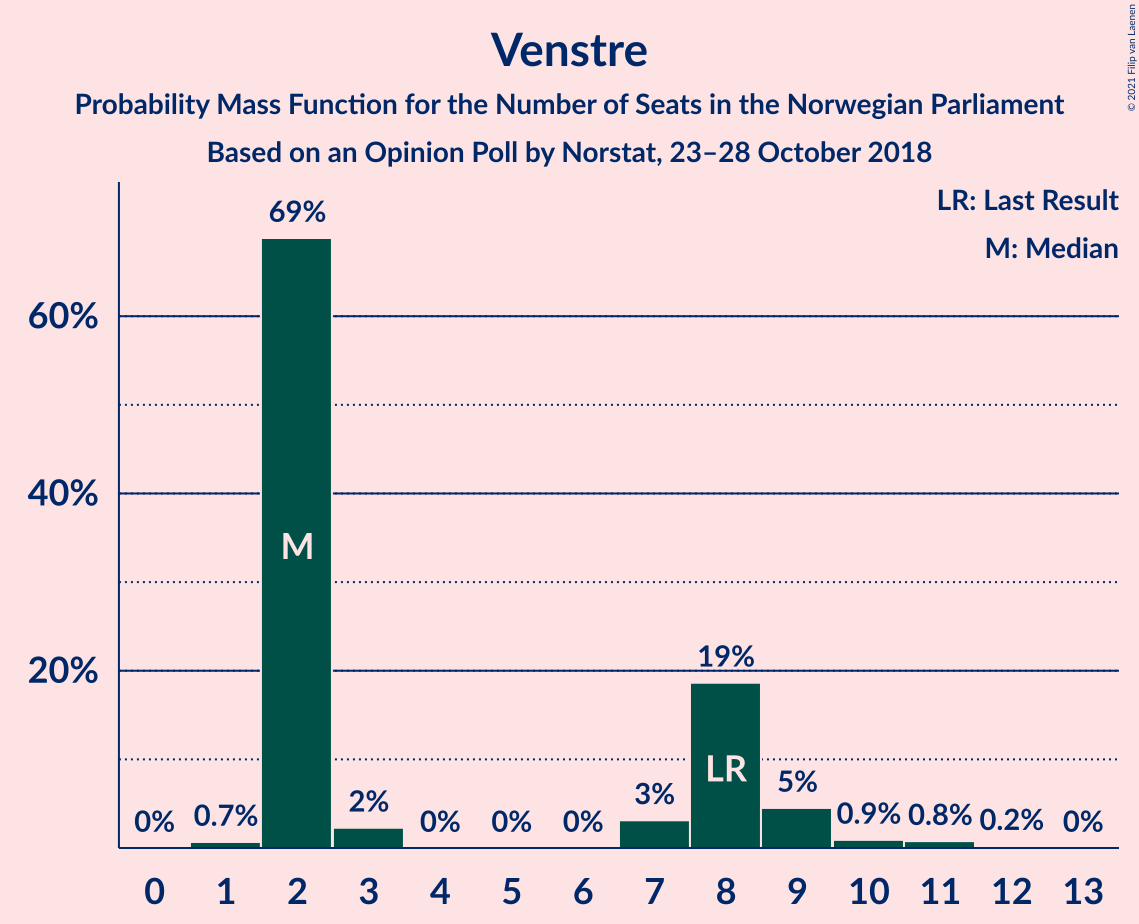 Venstre
Probability Mass Function for the Number of Seats in the Norwegian Parliament
Based on an Opinion Poll by Norstat, 23–28 October 2018
© 2021 Filip van Laenen
LR: Last Result
M: Median
69%
60%
40%
M
20%
19%
LR
0%
0.7%
2%
0%
0%
0%
3%
5%
0.9%
0.8%
0.2%
0%
0 1 2 3 4 5 6 7 8 9 10 11 12 13